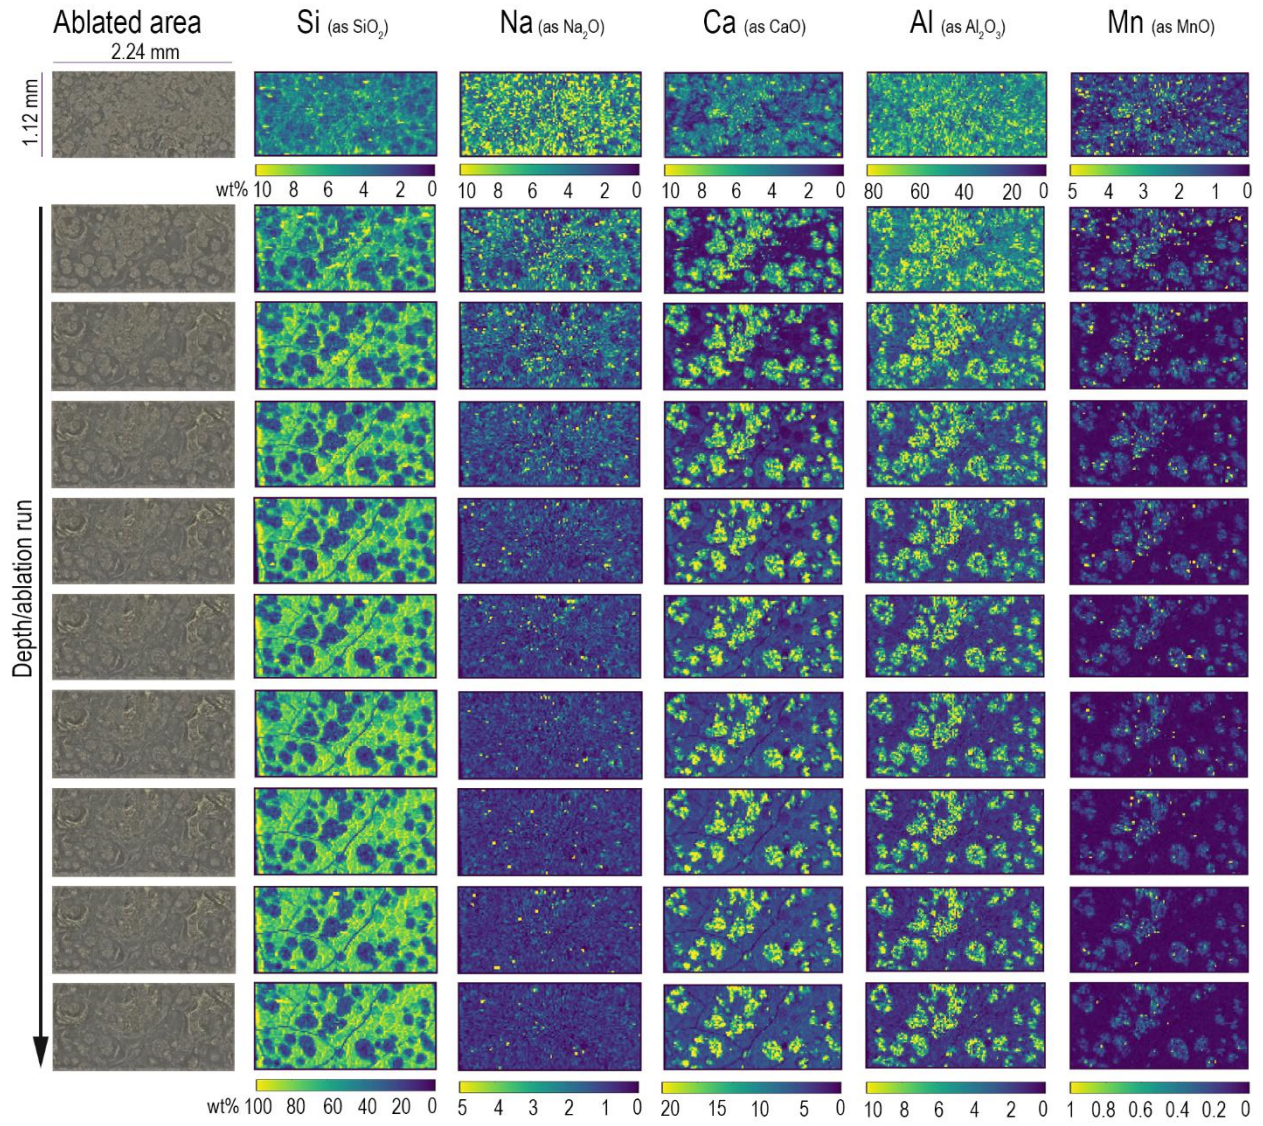 Ablated area
2.24 mm
Si (as SiO₂)
Na (as Na₂O)
Ca (as CaO)
Al (as Al₂O₃)
Mn (as MnO)
1.12 mm
wt% 10 8 6 4 2 0
10 8 6 4 2 0
10 8 6 4 2 0
80 60 40 20 0
5 4 3 2 1 0
Depth/ablation run
wt% 100 80 60 40 20 0
5 4 3 2 1 0
20 15 10 5 0
10 8 6 4 2 0
1 0.8 0.6 0.4 0.2 0